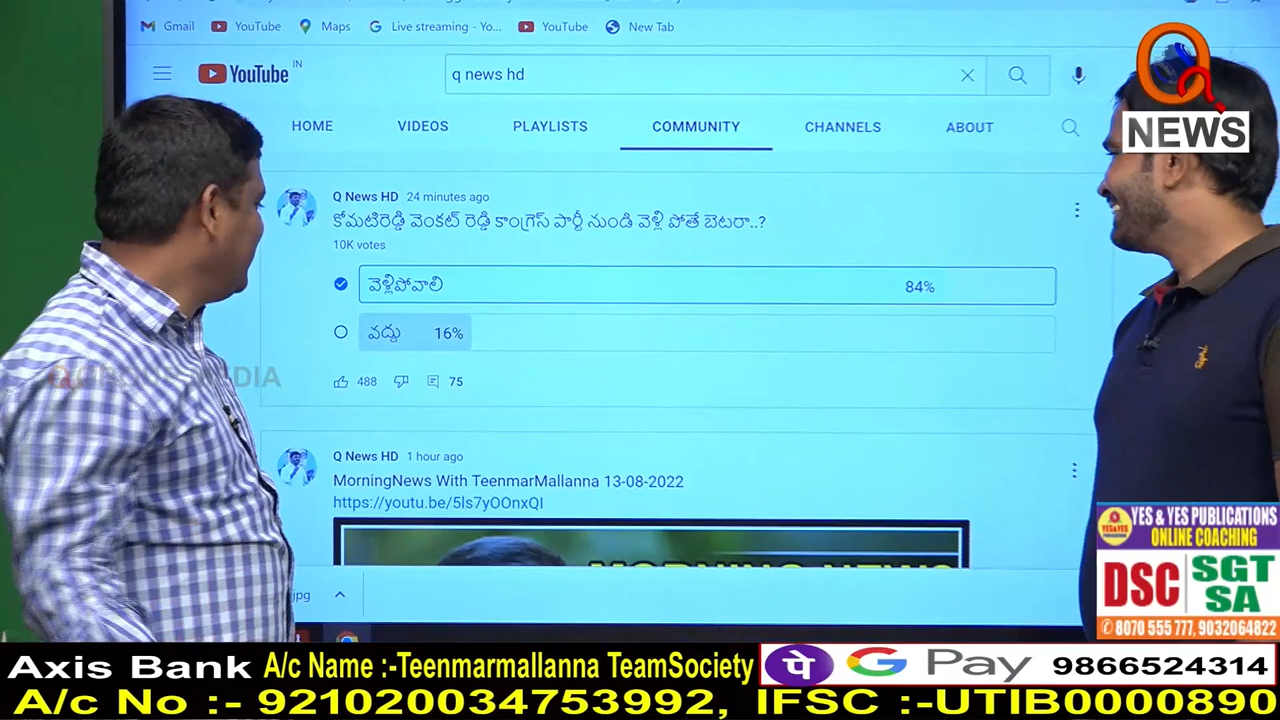 Gmail YouTube Maps Live streaming - Yo... YouTube New Tab
YouTube IN
q news hd
HOME VIDEOS PLAYLISTS COMMUNITY CHANNELS ABOUT
Q NEWS
Q News HD 24 minutes ago
కోమటిరెడ్డి వెంకట్ రెడ్డి కాంగ్రెస్ పార్టీ నుండి వెళ్లి పోతే బెటరా..?
10K votes
వెళ్లిపోవాలి 84%
వద్దు 16%
488 75
Q News HD 1 hour ago
MorningNews With TeenmarMallanna 13-08-2022
https://youtu.be/5ls7yOOnxQI
MORNING NEWS
jpg
YES & YES PUBLICATIONS
ONLINE COACHING
DSC SGT SA
8070 555 777, 9032064822
Axis Bank A/c Name :-Teenmarmallanna TeamSociety పే G Pay 9866524314
A/c No :- 921020034753992, IFSC :-UTIB0000890